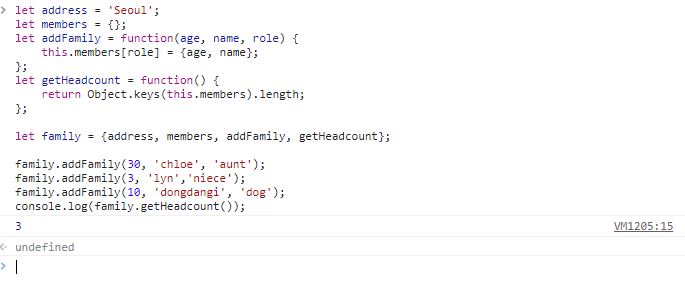 > let address = 'Seoul';
let members = {};
let addFamily = function(age, name, role) {
    this.members[role] = {age, name};
};
let getHeadcount = function() {
    return Object.keys(this.members).length;
};

let family = {address, members, addFamily, getHeadcount};

family.addFamily(30, 'chloe', 'aunt');
family.addFamily(3, 'lyn','niece');
family.addFamily(10, 'dongdangi', 'dog');
console.log(family.getHeadcount());
3 VM1205:15
undefined
>